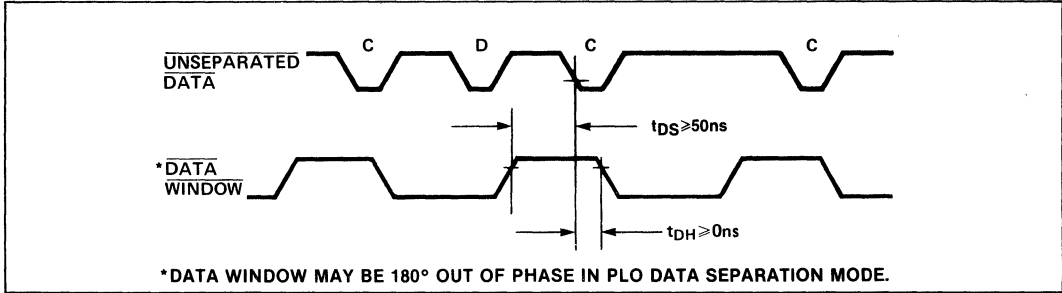 C D C C
UNSEPARATED
DATA
tDS≥50ns
*DATA
WINDOW
tDH≥0ns
*DATA WINDOW MAY BE 180° OUT OF PHASE IN PLO DATA SEPARATION MODE.